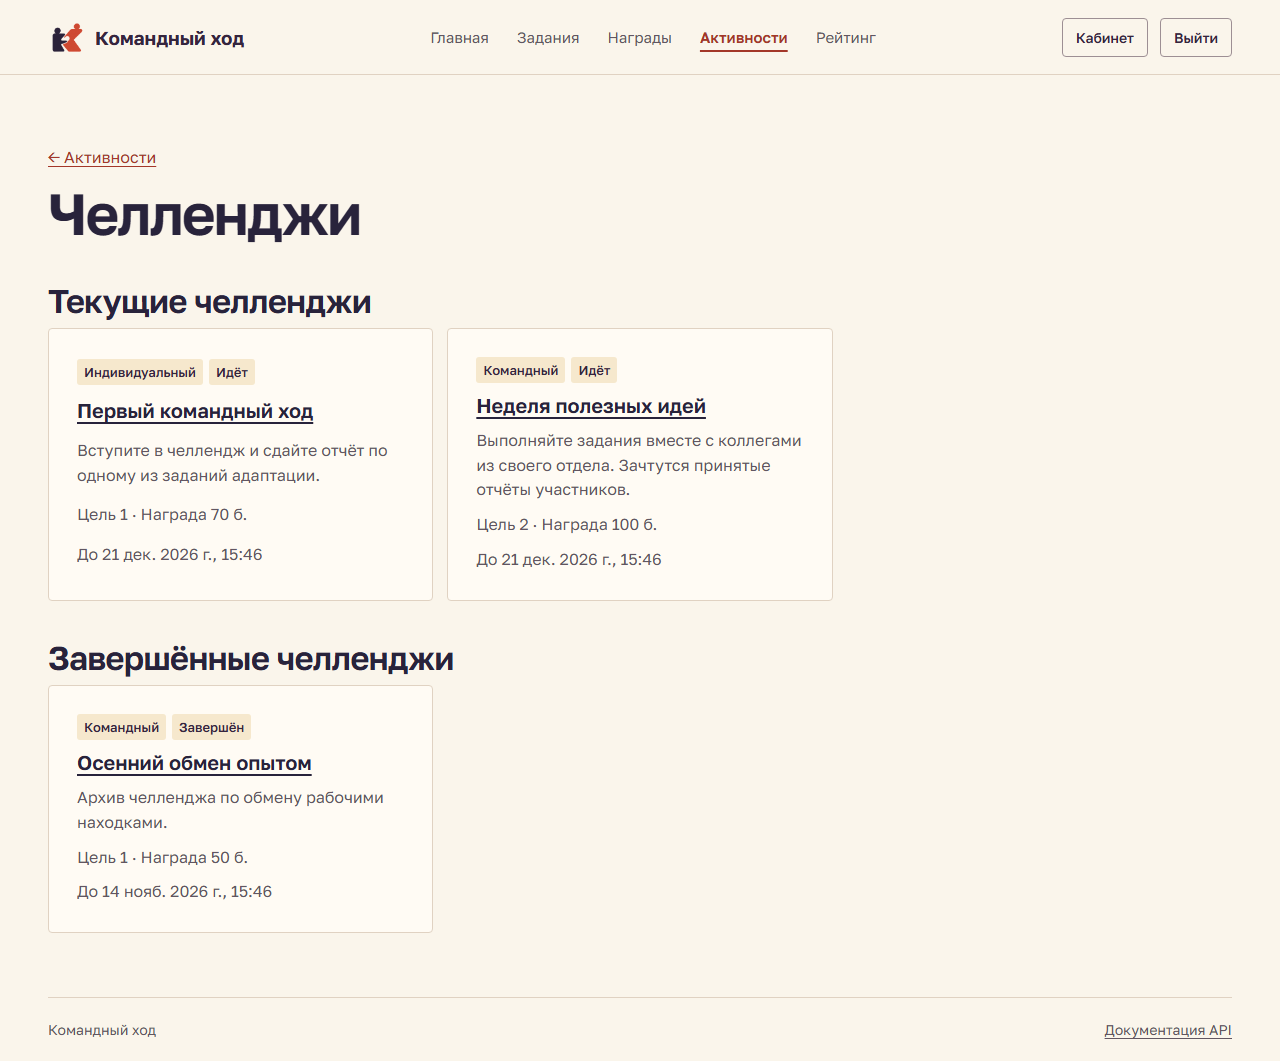 Командный ход
Главная
Задания
Награды
Активности
Рейтинг
Кабинет
Выйти
← Активности
Челленджи
Текущие челленджи
Индивидуальный
Идёт
Первый командный ход
Вступите в челлендж и сдайте отчёт по
одному из заданий адаптации.
Цель 1 · Награда 70 б.
До 21 дек. 2026 г., 15:46
Командный
Идёт
Неделя полезных идей
Выполняйте задания вместе с коллегами
из своего отдела. Зачтутся принятые
отчёты участников.
Цель 2 · Награда 100 б.
До 21 дек. 2026 г., 15:46
Завершённые челленджи
Командный
Завершён
Осенний обмен опытом
Архив челленджа по обмену рабочими
находками.
Цель 1 · Награда 50 б.
До 14 нояб. 2026 г., 15:46
Командный ход
Документация API